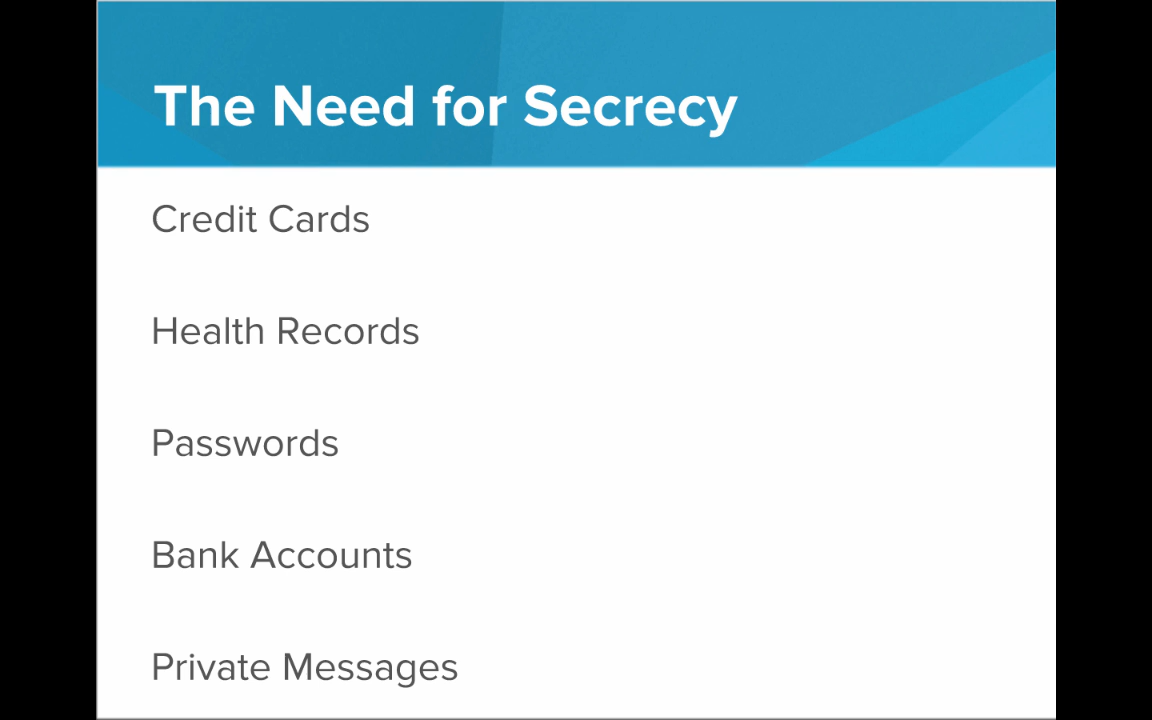 The Need for Secrecy
Credit Cards
Health Records
Passwords
Bank Accounts
Private Messages